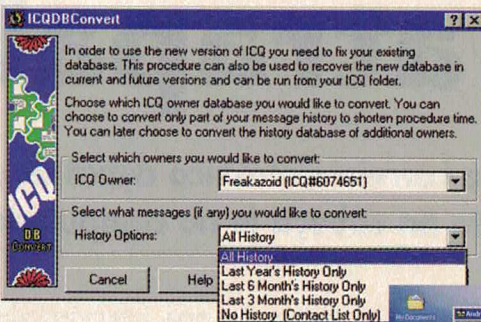 ICQDBConvert
In order to use the new version of ICQ you need to fix your existing
database. This procedure can also be used to recover the new database in
current and future versions and can be run from your ICQ folder.
Choose which ICQ owner database you would like to convert. You can
choose to convert only part of your message history to shorten procedure time.
You can later choose to convert the history database of additional owners.
Select which owners you would like to convert:
ICQ Owner:
Freakazoid (ICQ#6074651)
Select what messages (if any) you would like to convert:
History Options:
All History
All History
Last Year's History Only
Last 6 Month's History Only
Last 3 Month's History Only
No History (Contact List Only)
Cancel
Help
ICQ
DB
CONVERT
My Documents